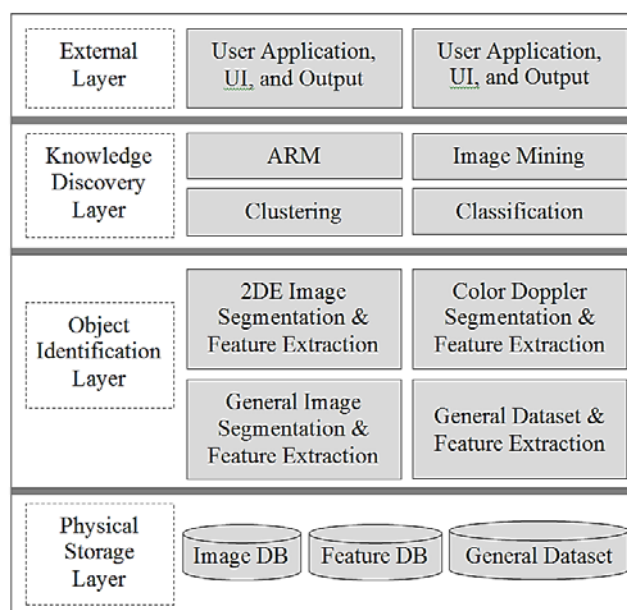 External
Layer
User Application,
UI, and Output
User Application,
UI, and Output
Knowledge
Discovery
Layer
ARM
Image Mining
Clustering
Classification
Object
Identification
Layer
2DE Image
Segmentation &
Feature Extraction
Color Doppler
Segmentation &
Feature Extraction
General Image
Segmentation &
Feature Extraction
General Dataset &
Feature Extraction
Physical
Storage
Layer
Image DB
Feature DB
General Dataset